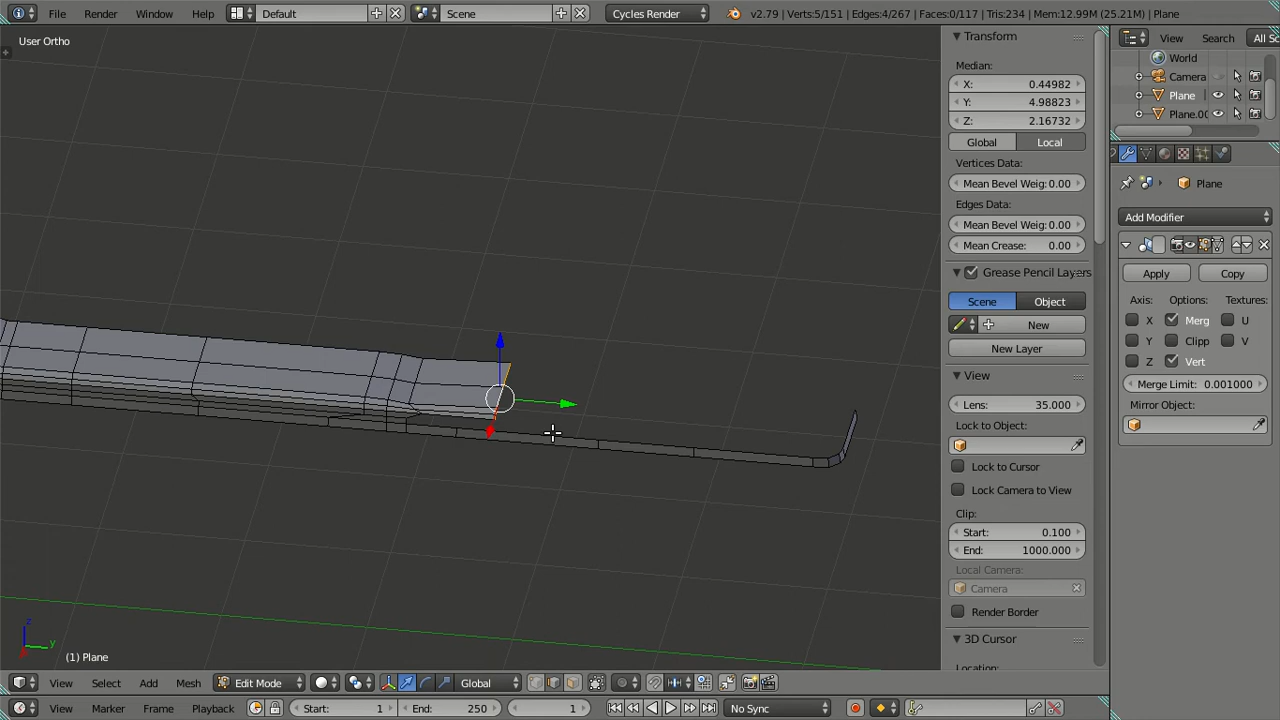 File Render Window Help Default Scene Cycles Render v2.79 | Verts:5/151 | Edges:4/267 | Faces:0/117 | Tris:234 | Mem:12.99M (25.21M) | Plane
User Ortho
Transform
Median:
X: 0.44982
Y: 4.98823
Z: 2.16732
Global Local
Vertices Data:
Mean Bevel Weig: 0.00
Edges Data:
Mean Bevel Weig: 0.00
Mean Crease: 0.00
Grease Pencil Layers
Scene Object
New
New Layer
View
Lens: 35.000
Lock to Object:
Lock to Cursor
Lock Camera to View
Clip:
Start: 0.100
End: 1000.000
Local Camera:
Camera
Render Border
3D Cursor
Location:
View Search All Sc
World
Camera
Plane
Plane.00
Plane
Add Modifier
Apply Copy
Axis: Options: Textures:
X Merg U
Y Clipp V
Z Vert
Merge Limit: 0.001000
Mirror Object:
z
y
(1) Plane
View Select Add Mesh Edit Mode Global
View Marker Frame Playback Start: 1 End: 250 1 No Sync